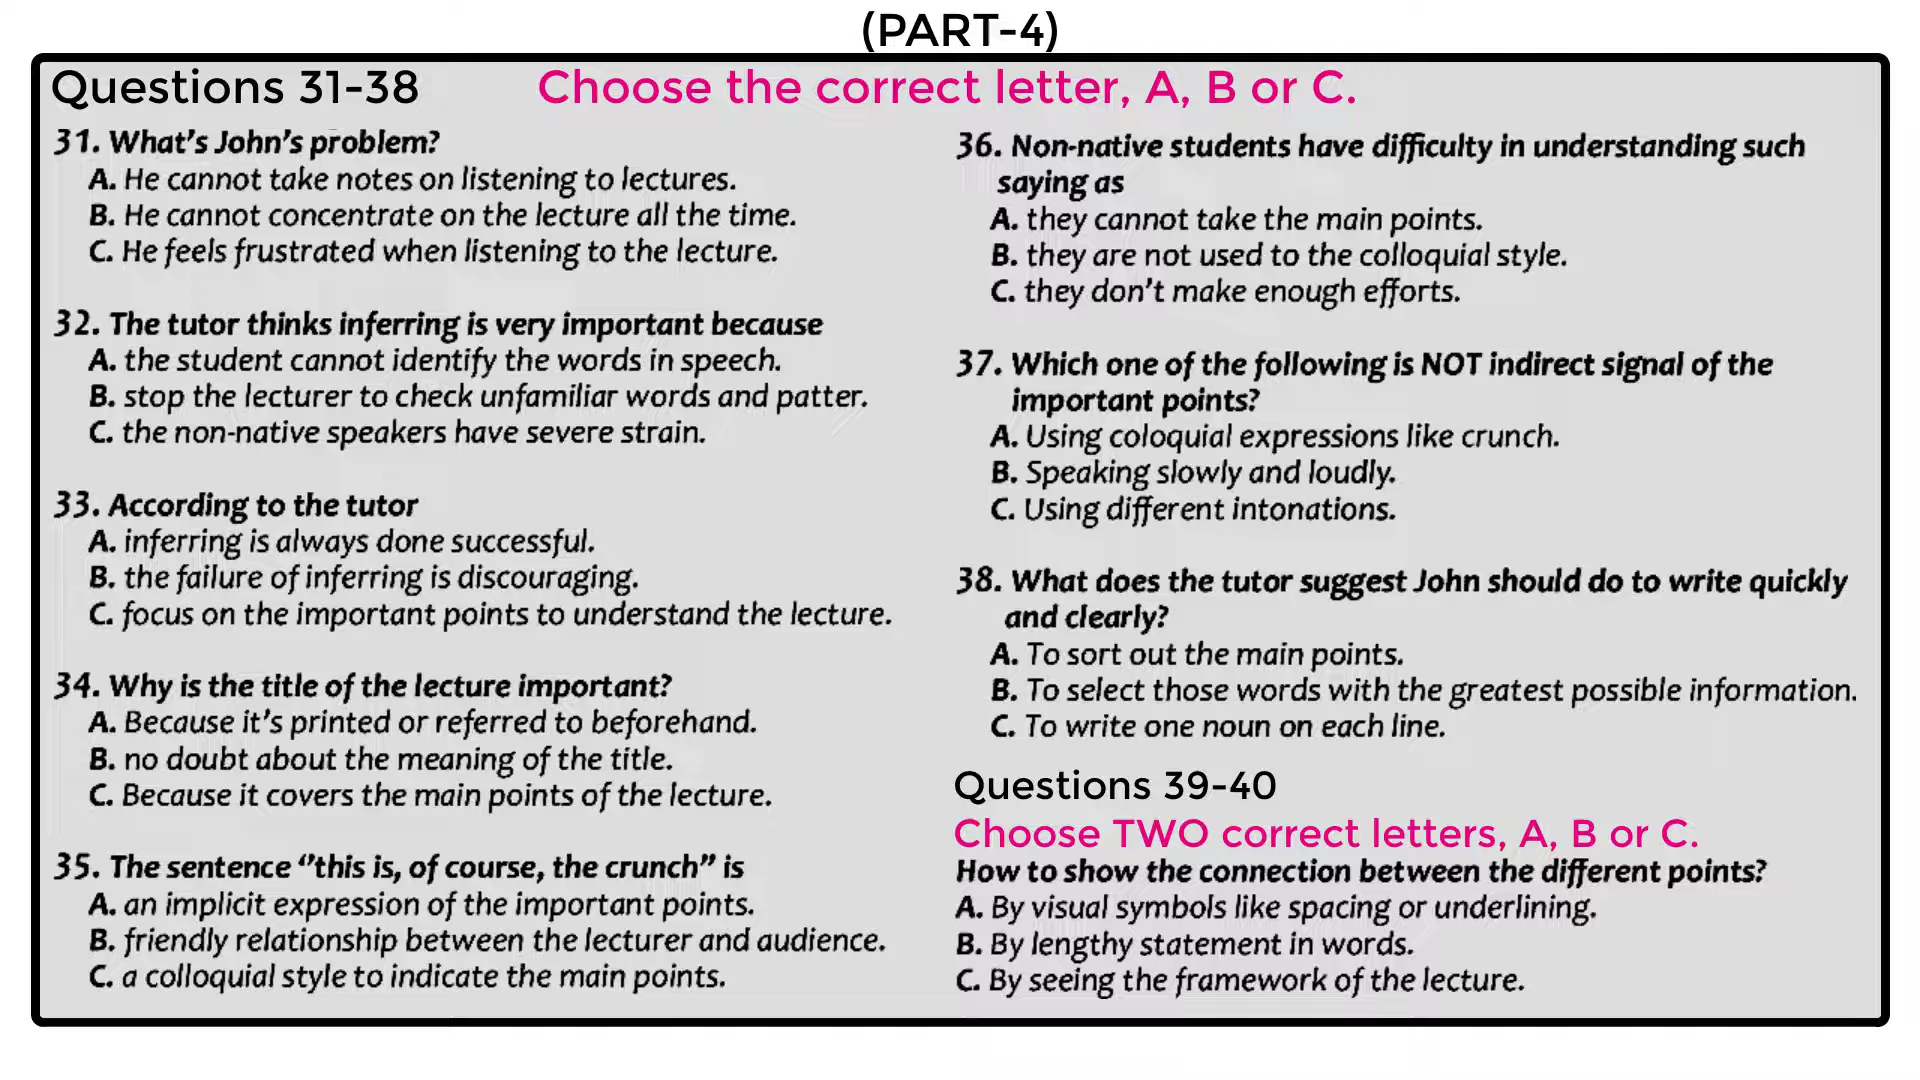 (PART-4)
Questions 31-38 Choose the correct letter, A, B or C.
31. What's John's problem?
A. He cannot take notes on listening to lectures.
B. He cannot concentrate on the lecture all the time.
C. He feels frustrated when listening to the lecture.
32. The tutor thinks inferring is very important because
A. the student cannot identify the words in speech.
B. stop the lecturer to check unfamiliar words and patter.
C. the non-native speakers have severe strain.
33. According to the tutor
A. inferring is always done successful.
B. the failure of inferring is discouraging.
C. focus on the important points to understand the lecture.
34. Why is the title of the lecture important?
A. Because it's printed or referred to beforehand.
B. no doubt about the meaning of the title.
C. Because it covers the main points of the lecture.
35. The sentence "this is, of course, the crunch" is
A. an implicit expression of the important points.
B. friendly relationship between the lecturer and audience.
C. a colloquial style to indicate the main points.
36. Non-native students have difficulty in understanding such
saying as
A. they cannot take the main points.
B. they are not used to the colloquial style.
C. they don't make enough efforts.
37. Which one of the following is NOT indirect signal of the
important points?
A. Using coloquial expressions like crunch.
B. Speaking slowly and loudly.
C. Using different intonations.
38. What does the tutor suggest John should do to write quickly
and clearly?
A. To sort out the main points.
B. To select those words with the greatest possible information.
C. To write one noun on each line.
Questions 39-40
Choose TWO correct letters, A, B or C.
How to show the connection between the different points?
A. By visual symbols like spacing or underlining.
B. By lengthy statement in words.
C. By seeing the framework of the lecture.